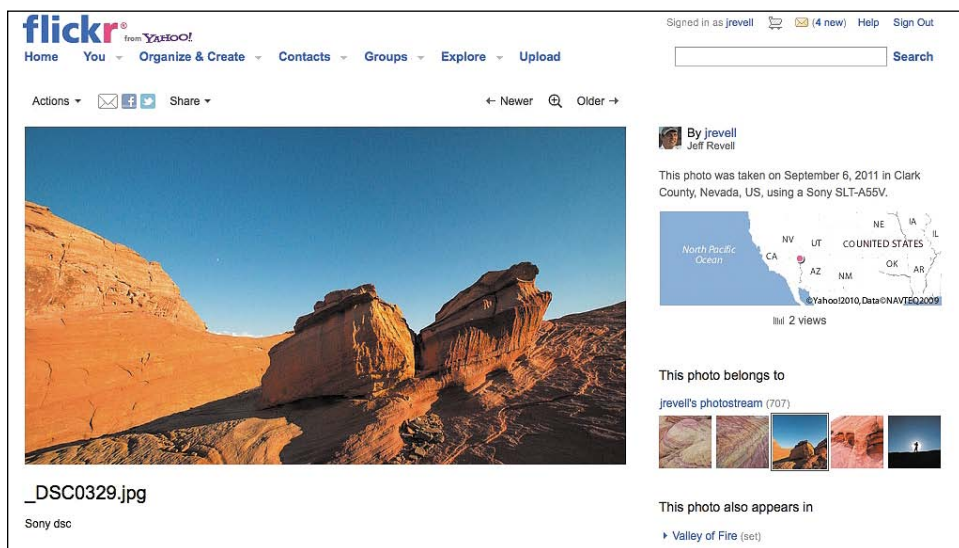 flickr® from YAHOO!
Signed in as jrevell (4 new) Help Sign Out
Home You Organize & Create Contacts Groups Explore Upload
Search
Actions Share
← Newer Older →
By jrevell
Jeff Revell
This photo was taken on September 6, 2011 in Clark
County, Nevada, US, using a Sony SLT-A55V.
North Pacific
Ocean
NE IA
IL
NV UT CO UNITED STATES
CA
OK AR
AZ NM
©Yahoo!2010,Data©NAVTEQ2009
2 views
This photo belongs to
jrevell's photostream (707)
_DSC0329.jpg
Sony dsc
This photo also appears in
Valley of Fire (set)